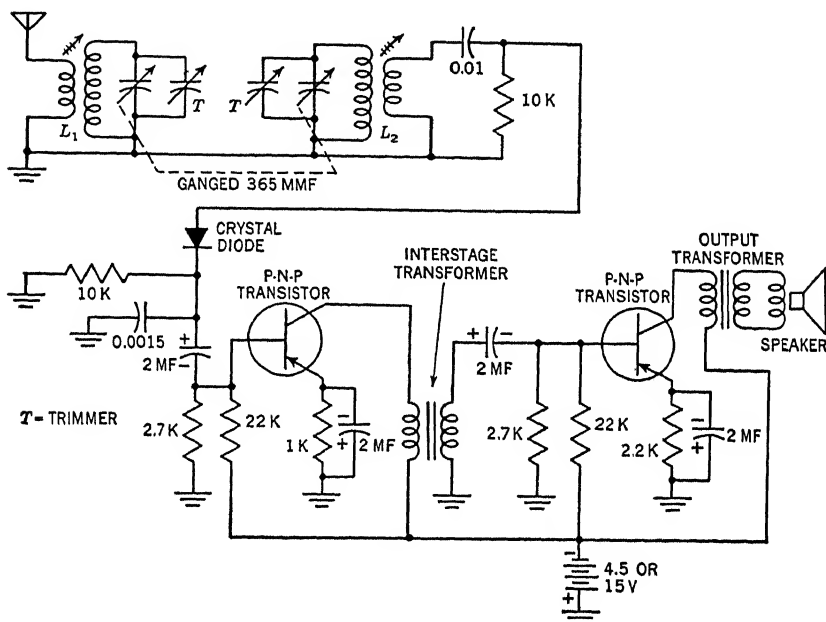 0.01
10 K
T
T
L1
L2
GANGED 365 MMF
CRYSTAL
DIODE
10 K
0.0015
+
2 MF
−
P-N-P
TRANSISTOR
INTERSTAGE
TRANSFORMER
P-N-P
TRANSISTOR
OUTPUT
TRANSFORMER
SPEAKER
+ −
2 MF
T = TRIMMER
2.7 K
22 K
1 K
−
+
2 MF
2.7 K
22 K
2.2 K
−
+
2 MF
−
4.5 OR
15 V
+